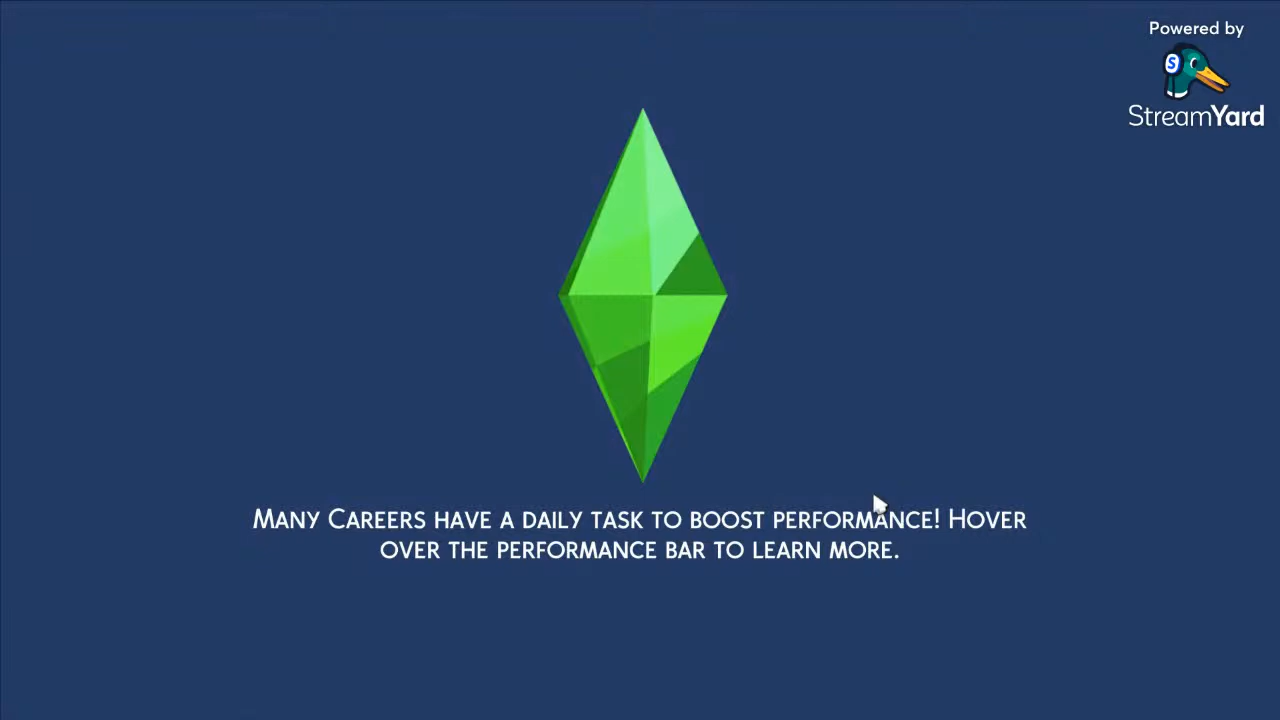 Powered by
S
StreamYard
MANY CAREERS HAVE A DAILY TASK TO BOOST PERFORMANCE! HOVER
OVER THE PERFORMANCE BAR TO LEARN MORE.